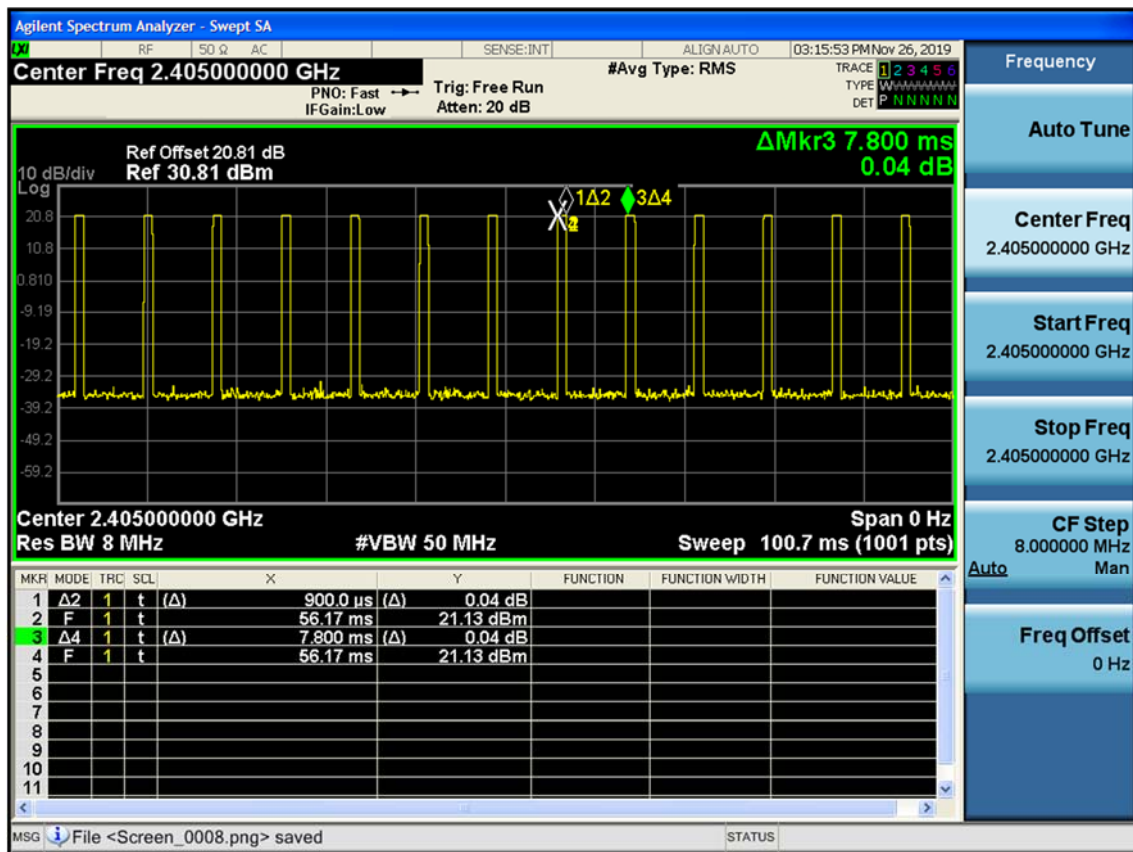 Agilent Spectrum Analyzer - Swept SA
LXI RF 50 Ω AC SENSE:INT ALIGNAUTO 03:15:53 PM Nov 26, 2019
Center Freq 2.405000000 GHz
PNO: Fast
IFGain:Low
Trig: Free Run
Atten: 20 dB
#Avg Type: RMS
TRACE 1 2 3 4 5 6
TYPE W
DET P N N N N N
ΔMkr3 7.800 ms
0.04 dB
Ref Offset 20.81 dB
10 dB/div Ref 30.81 dBm
Log
1Δ2 3Δ4
20.8
10.8
0.810
-9.19
-19.2
-29.2
-39.2
-49.2
-59.2
Center 2.405000000 GHz Span 0 Hz
Res BW 8 MHz #VBW 50 MHz Sweep 100.7 ms (1001 pts)
MKR MODE TRC SCL X Y FUNCTION FUNCTION WIDTH FUNCTION VALUE
1 Δ2 1 t (Δ) 900.0 µs (Δ) 0.04 dB
2 F 1 t 56.17 ms 21.13 dBm
3 Δ4 1 t (Δ) 7.800 ms (Δ) 0.04 dB
4 F 1 t 56.17 ms 21.13 dBm
5
6
7
8
9
10
11
MSG File <Screen_0008.png> saved STATUS
Frequency
Auto Tune
Center Freq
2.405000000 GHz
Start Freq
2.405000000 GHz
Stop Freq
2.405000000 GHz
CF Step
8.000000 MHz
Auto Man
Freq Offset
0 Hz